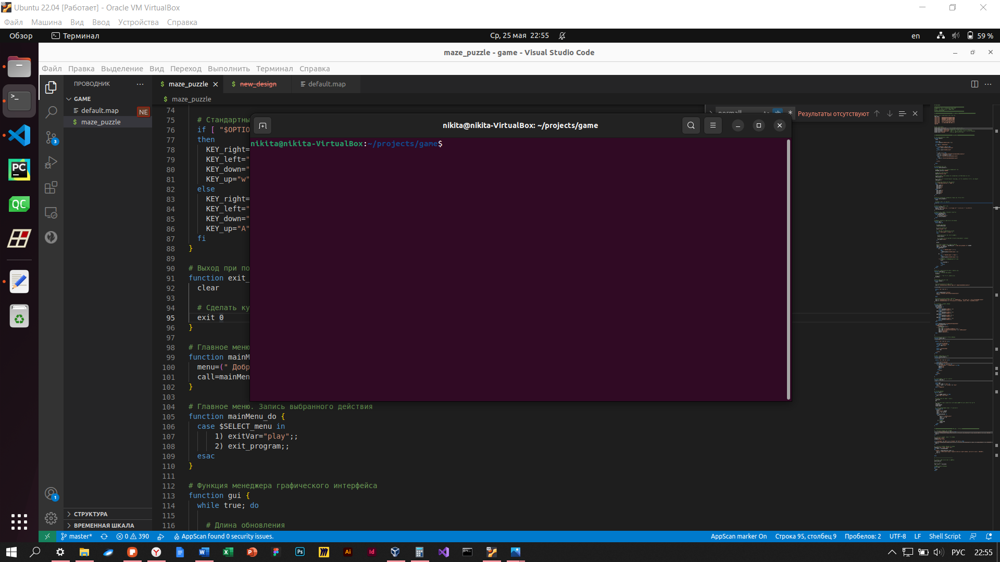 Ubuntu 22.04 [Работает] - Oracle VM VirtualBox
Файл Машина Вид Ввод Устройства Справка
Обзор Терминал Ср, 25 мая 22:55 en 59 %
maze_puzzle - game - Visual Studio Code
Файл Правка Выделение Вид Переход Выполнить Терминал Справка
ПРОВОДНИК ··· $ maze_puzzle $ new_design default.map
GAME
$ maze_puzzle
default.map NE
$ maze_puzzle
Результаты отсутствуют
nikita@nikita-VirtualBox: ~/projects/game
nikita@nikita-VirtualBox:~/projects/game$
74
75 # Стандартны
76 if [ "$OPTIO
77 then
78 KEY_right=
79 KEY_left="
80 KEY_down="
81 KEY_up="w"
82 else
83 KEY_right=
84 KEY_left="
85 KEY_down="
86 KEY_up="A"
87 fi
88 }
89
90 # Выход при по
91 function exit_
92 clear
93
94 # Сделать ку
95 exit 0
96 }
97
98 # Главное меню
99 function mainM
100 menu=(" Добр
101 call=mainMen
102 }
103
104 # Главное меню. Запись выбранного действия
105 function mainMenu_do {
106 case $SELECT_menu in
107 1) exitVar="play";;
108 2) exit_program;;
109 esac
110 }
111
112 # Функция менеджера графического интерфейса
113 function gui {
114 while true; do
115
116 # Длина обновления
3
1
PC
QC
СТРУКТУРА
ВРЕМЕННАЯ ШКАЛА
master* 0 390 AppScan found 0 security issues. AppScan marker On Строка 95, столбец 9 Пробелов: 2 UTF-8 LF Shell Script
РУС 22:55